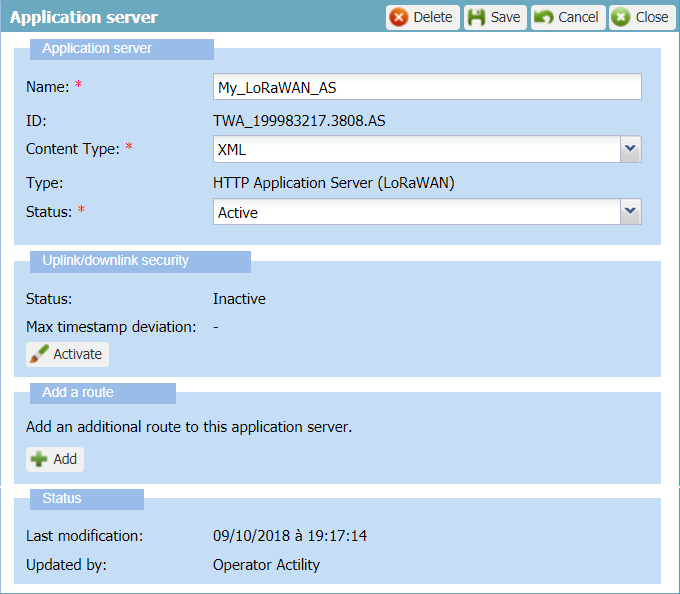 Application server Delete Save Cancel Close
Application server
Name: * My_LoRaWAN_AS
ID: TWA_199983217.3808.AS
Content Type: * XML
Type: HTTP Application Server (LoRaWAN)
Status: * Active
Uplink/downlink security
Status: Inactive
Max timestamp deviation: -
Activate
Add a route
Add an additional route to this application server.
Add
Status
Last modification: 09/10/2018 à 19:17:14
Updated by: Operator Actility